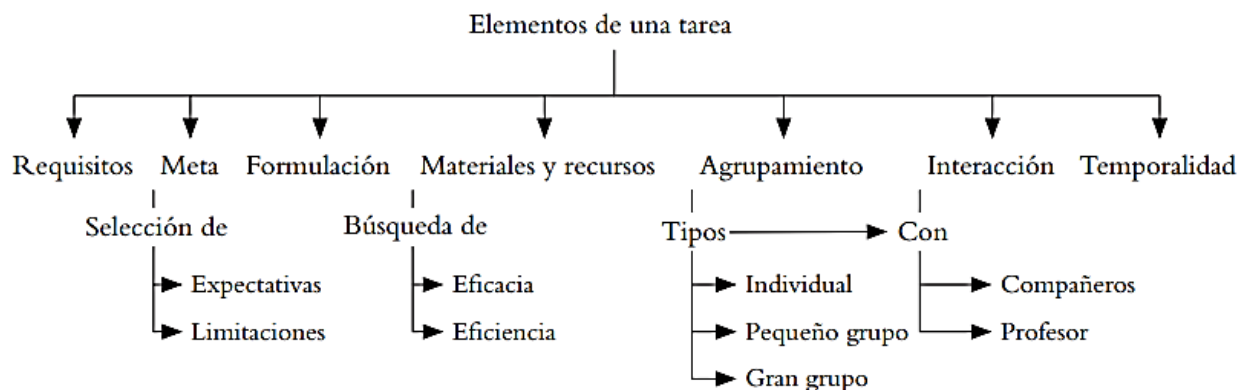 Elementos de una tarea
Requisitos Meta Formulación Materiales y recursos Agrupamiento Interacción Temporalidad
Selección de Búsqueda de Tipos Con
Expectativas Eficacia Individual Compañeros
Limitaciones Eficiencia Pequeño grupo Profesor
Gran grupo